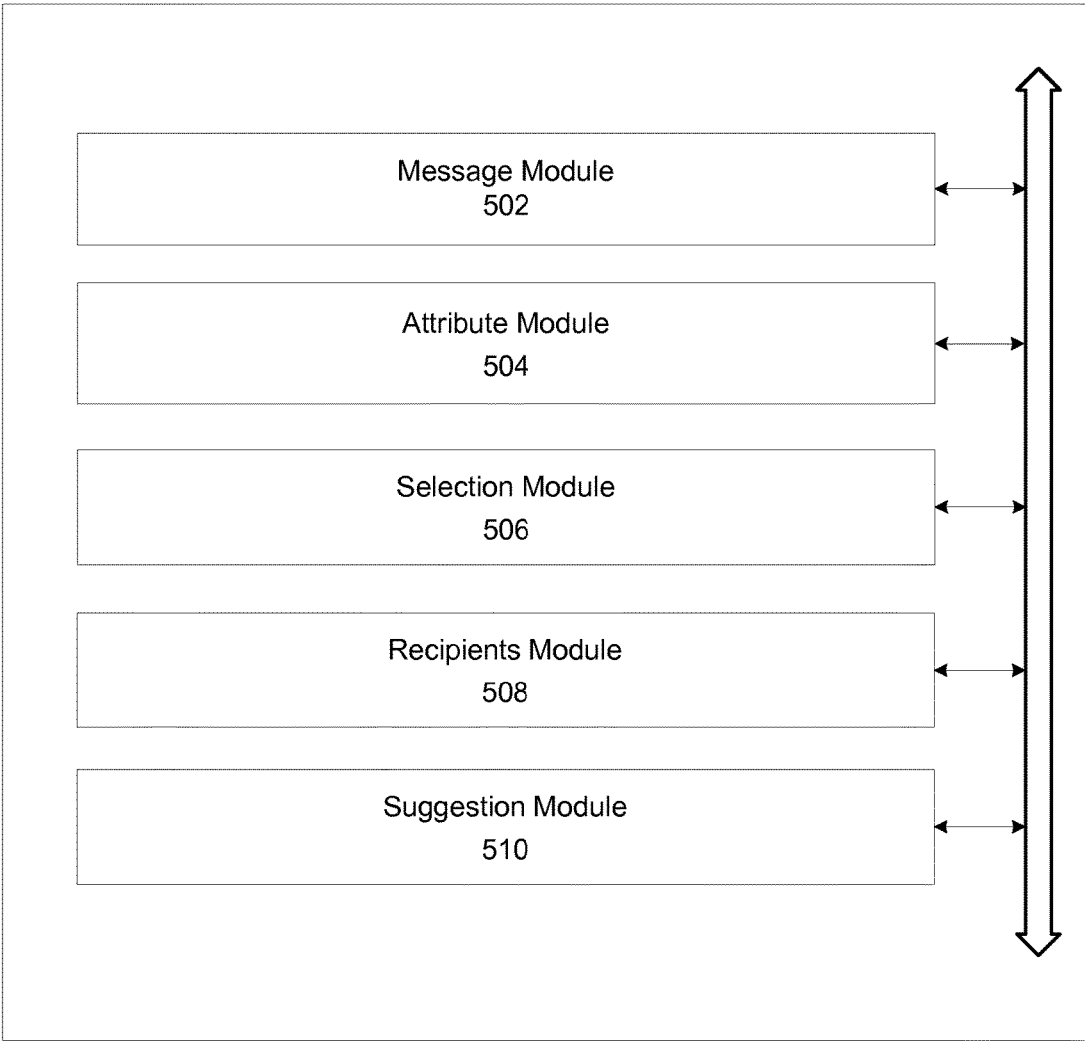 Message Module
502
Attribute Module
504
Selection Module
506
Recipients Module
508
Suggestion Module
510